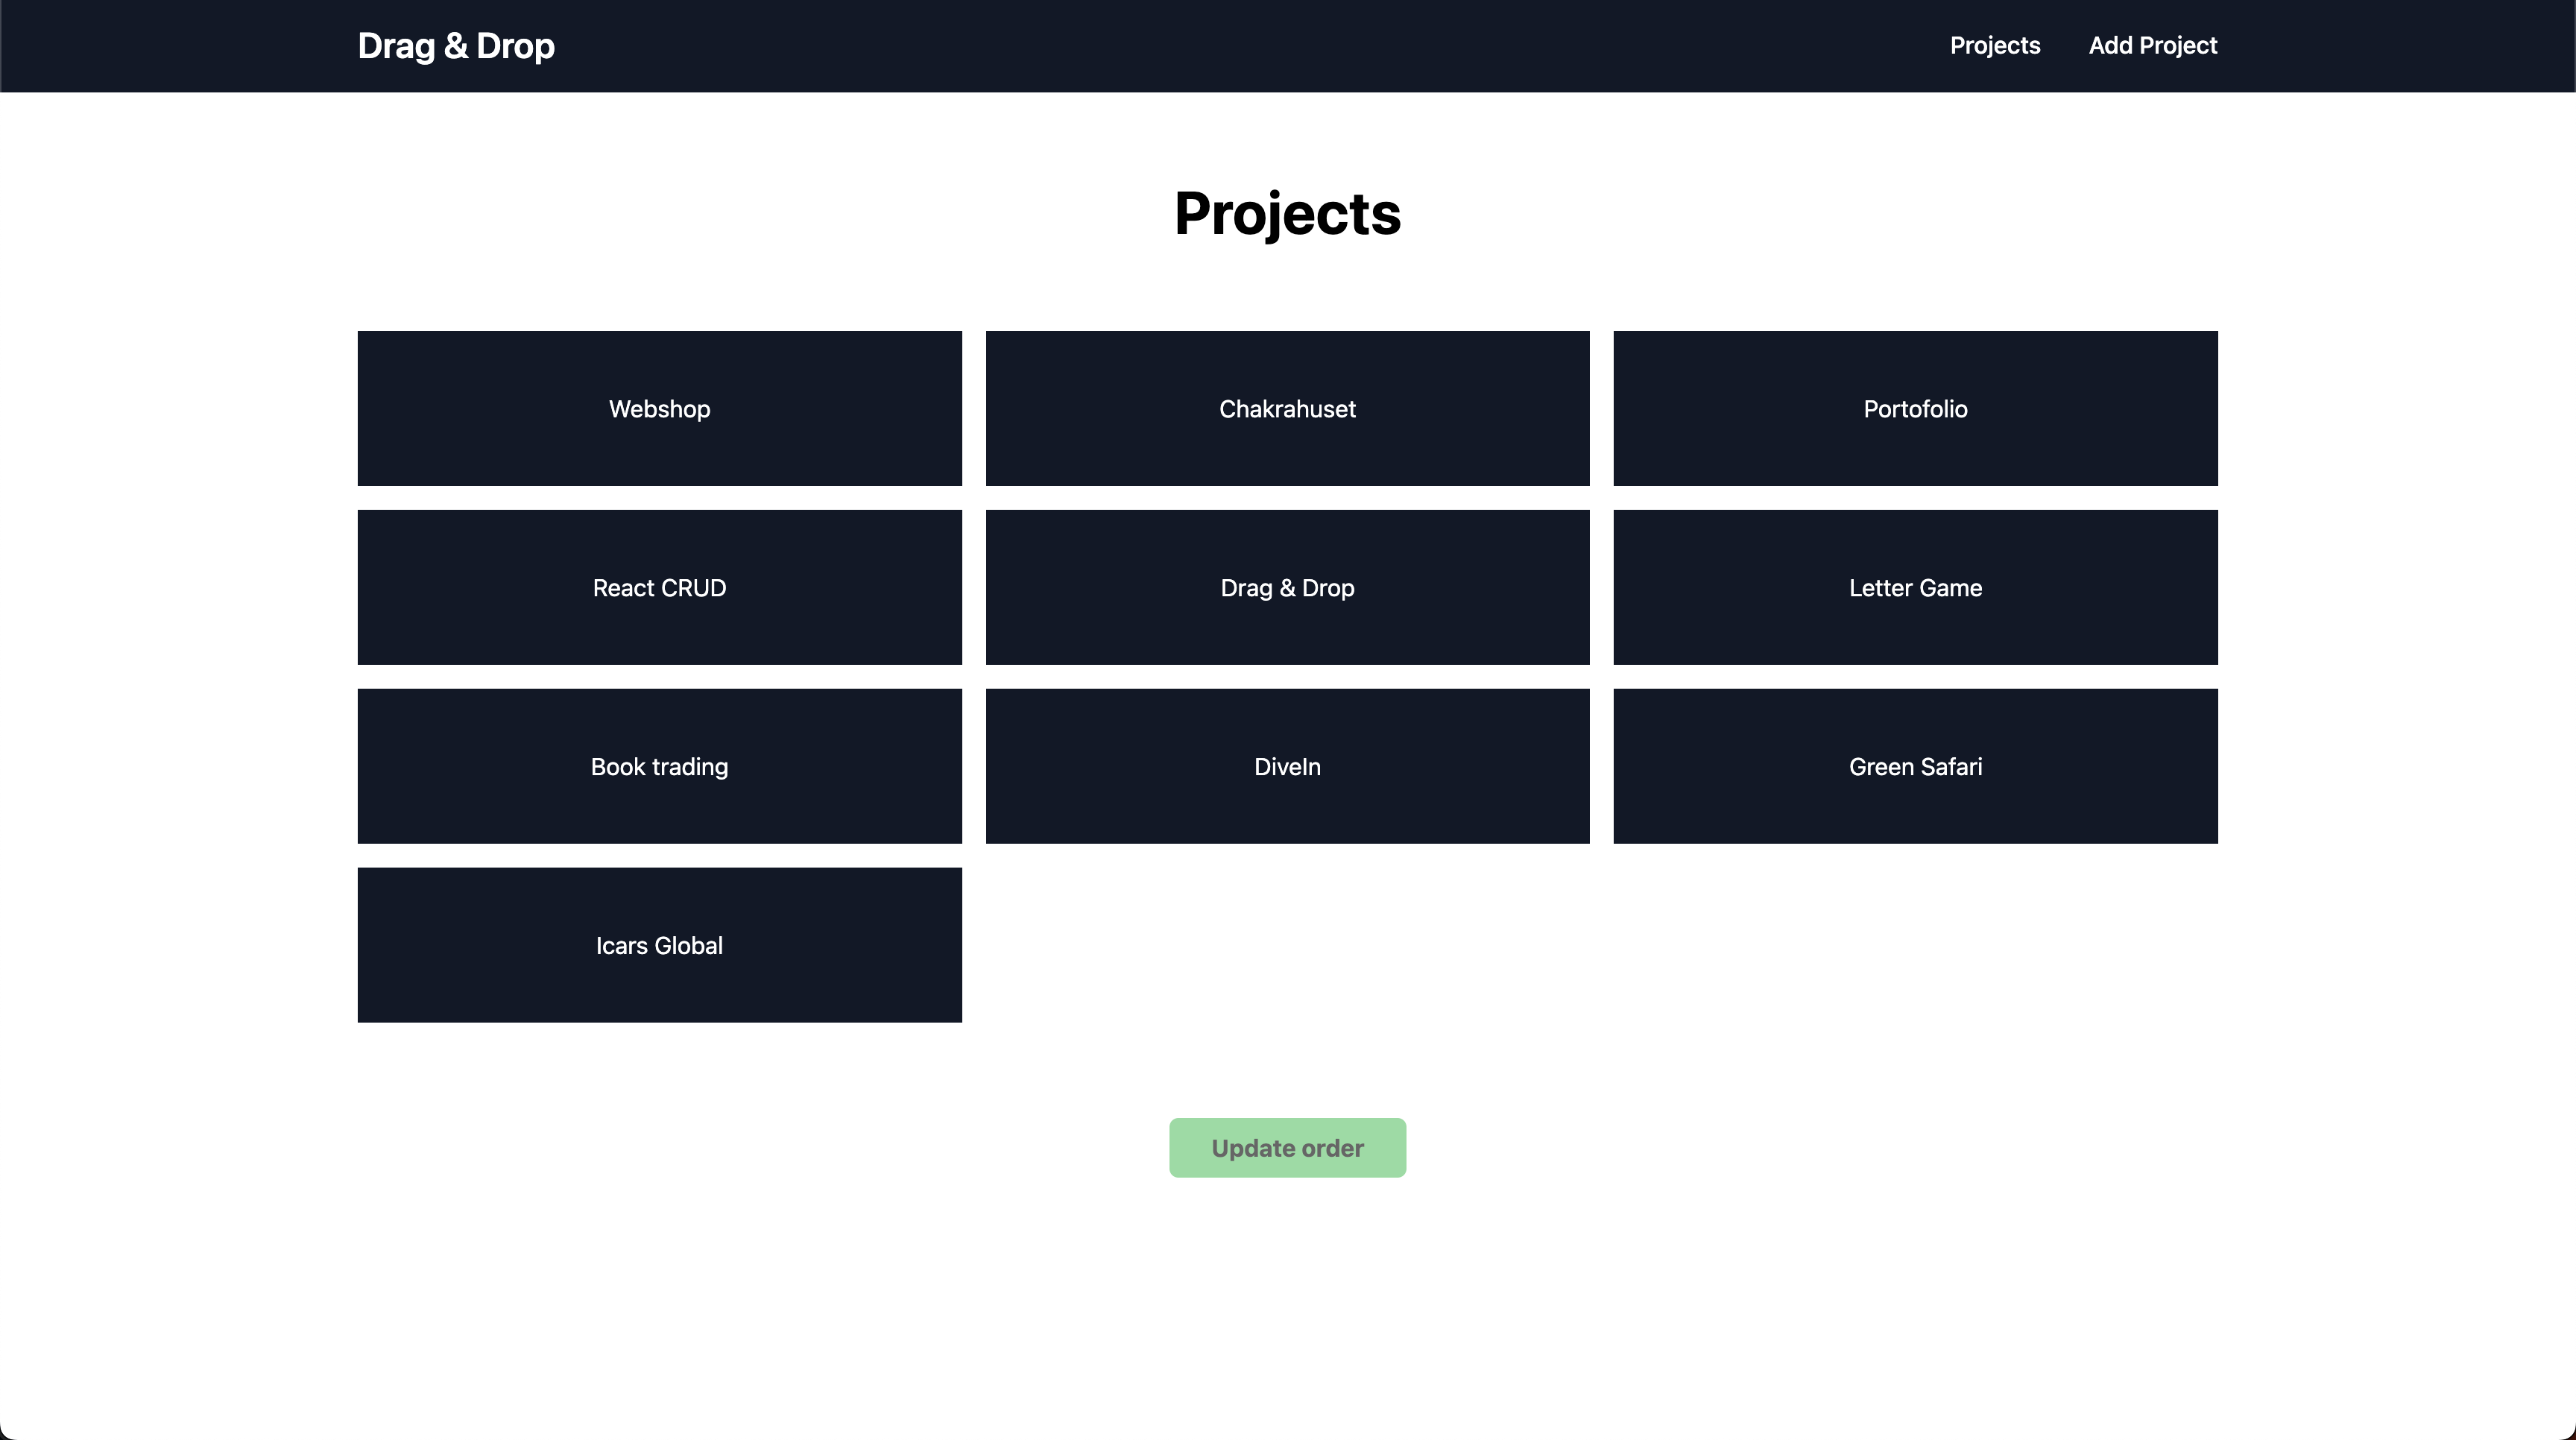 Drag & Drop
Projects Add Project
Projects
Webshop
Chakrahuset
Portofolio
React CRUD
Drag & Drop
Letter Game
Book trading
DiveIn
Green Safari
Icars Global
Update order